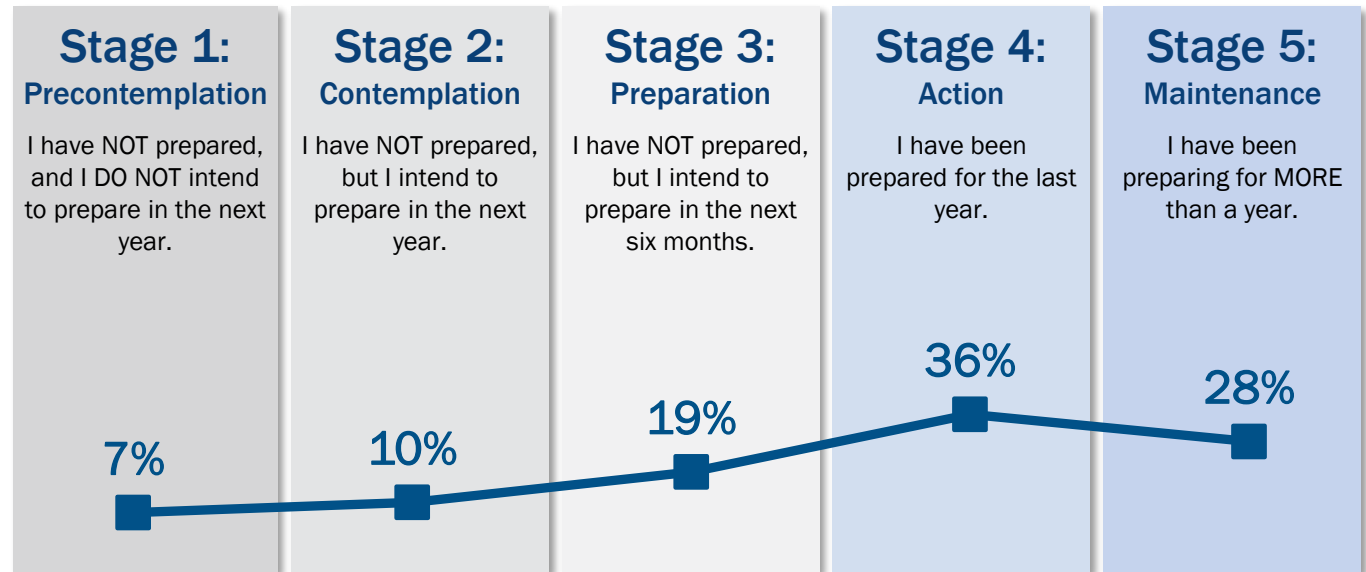 Stage 1:
Precontemplation
I have NOT prepared,
and I DO NOT intend
to prepare in the next
year.
7%
Stage 2:
Contemplation
I have NOT prepared,
but I intend to
prepare in the next
year.
10%
Stage 3:
Preparation
I have NOT prepared,
but I intend to
prepare in the next
six months.
19%
Stage 4:
Action
I have been
prepared for the last
year.
36%
Stage 5:
Maintenance
I have been
preparing for MORE
than a year.
28%